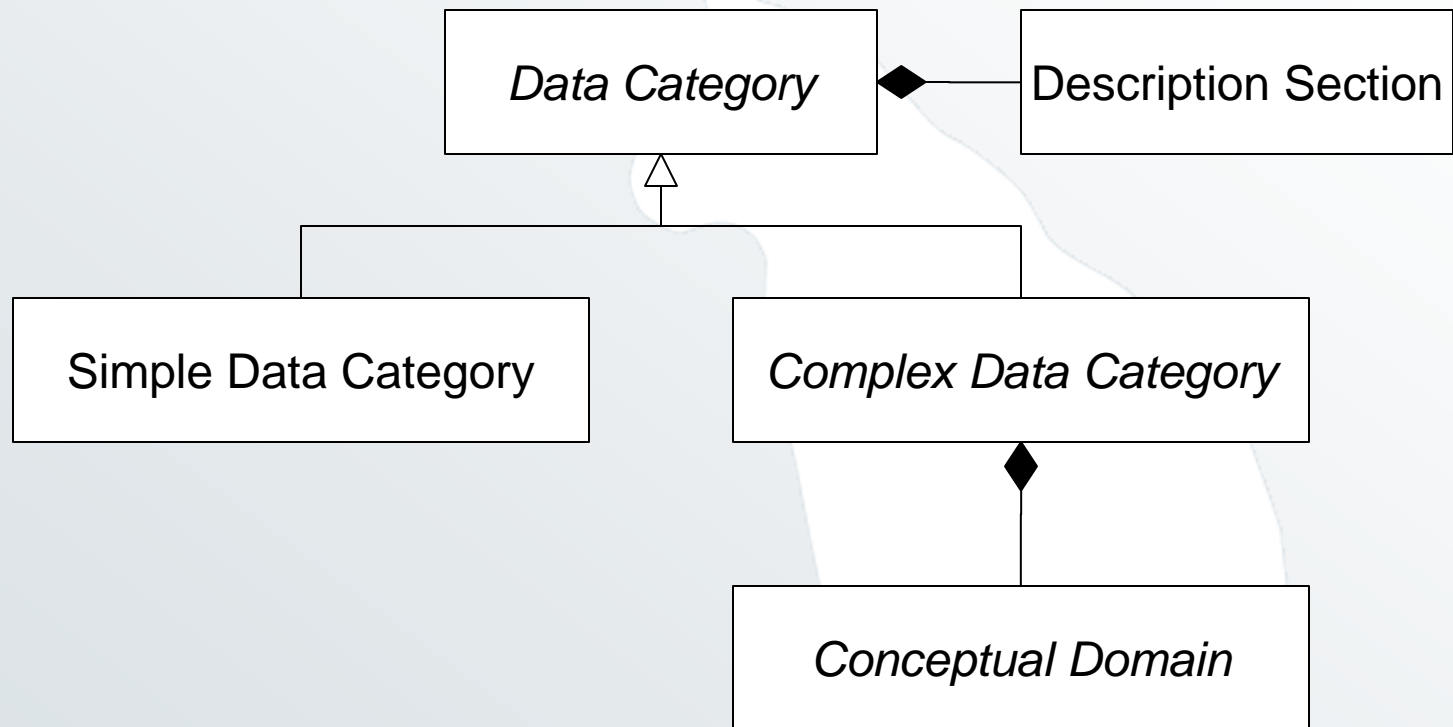 Data Category
Description Section
Simple Data Category
Complex Data Category
Conceptual Domain